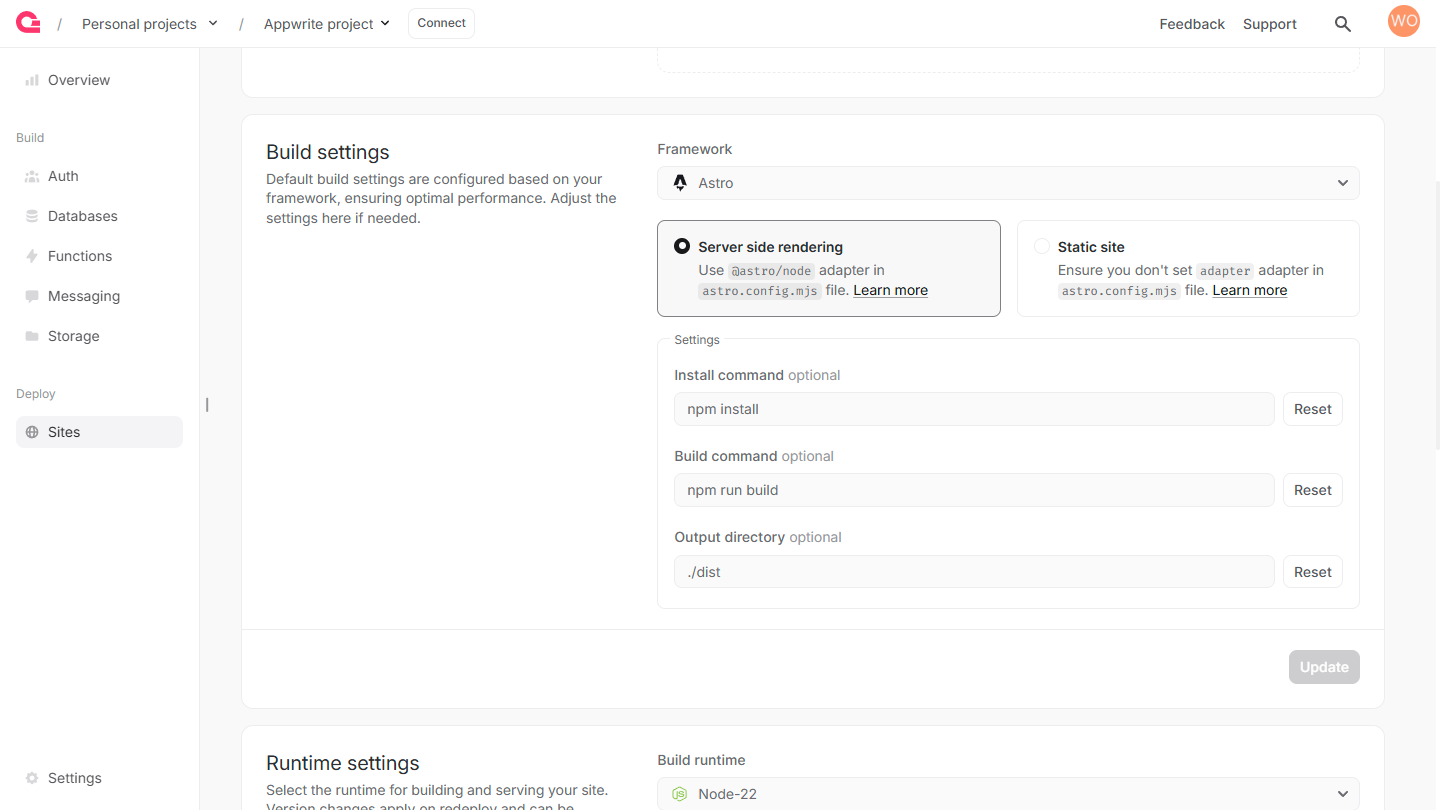 / Personal projects / Appwrite project Connect Feedback Support WO
Overview
Build
Auth
Databases
Functions
Messaging
Storage
Deploy
Sites
Settings
Build settings
Default build settings are configured based on your
framework, ensuring optimal performance. Adjust the
settings here if needed.
Framework
Astro
Server side rendering
Use @astro/node adapter in
astro.config.mjs file. Learn more
Static site
Ensure you don't set adapter adapter in
astro.config.mjs file. Learn more
Settings
Install command optional
npm install Reset
Build command optional
npm run build Reset
Output directory optional
./dist Reset
Update
Runtime settings
Select the runtime for building and serving your site.
Version changes apply on redeploy and can be
Build runtime
Node-22